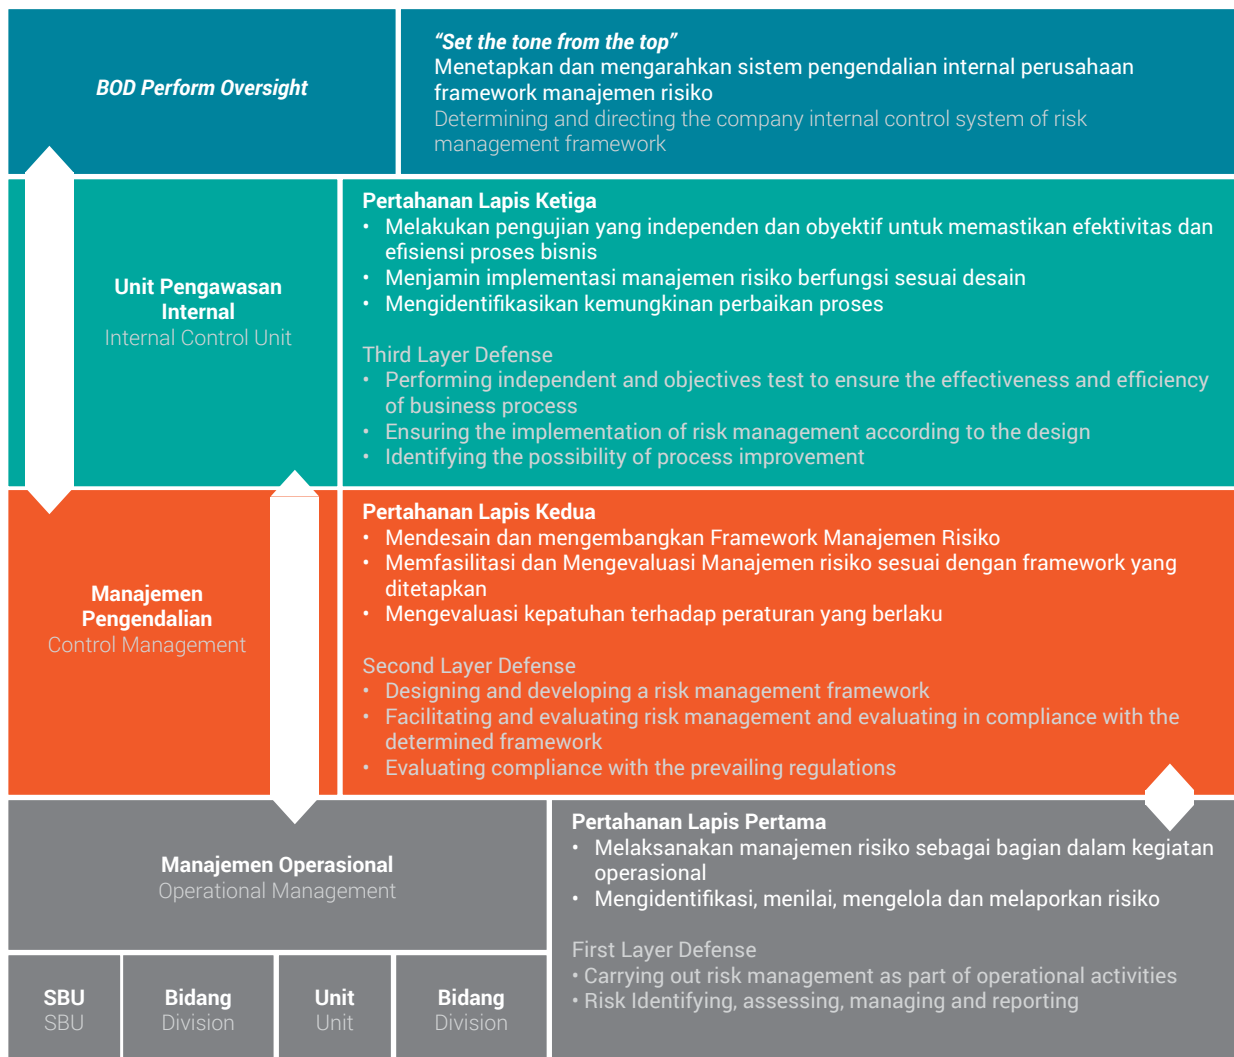 BOD Perform Oversight
“Set the tone from the top”
Menetapkan dan mengarahkan sistem pengendalian internal perusahaan
framework manajemen risiko
Determining and directing the company internal control system of risk
management framework
Unit Pengawasan
Internal
Internal Control Unit
Pertahanan Lapis Ketiga
• Melakukan pengujian yang independen dan obyektif untuk memastikan efektivitas dan
efisiensi proses bisnis
• Menjamin implementasi manajemen risiko berfungsi sesuai desain
• Mengidentifikasikan kemungkinan perbaikan proses
Third Layer Defense
• Performing independent and objectives test to ensure the effectiveness and efficiency
of business process
• Ensuring the implementation of risk management according to the design
• Identifying the possibility of process improvement
Manajemen
Pengendalian
Control Management
Pertahanan Lapis Kedua
• Mendesain dan mengembangkan Framework Manajemen Risiko
• Memfasilitasi dan Mengevaluasi Manajemen risiko sesuai dengan framework yang
ditetapkan
• Mengevaluasi kepatuhan terhadap peraturan yang berlaku
Second Layer Defense
• Designing and developing a risk management framework
• Facilitating and evaluating risk management and evaluating in compliance with the
determined framework
• Evaluating compliance with the prevailing regulations
Manajemen Operasional
Operational Management
SBU
SBU
Bidang
Division
Unit
Unit
Bidang
Division
Pertahanan Lapis Pertama
• Melaksanakan manajemen risiko sebagai bagian dalam kegiatan
operasional
• Mengidentifikasi, menilai, mengelola dan melaporkan risiko
First Layer Defense
• Carrying out risk management as part of operational activities
• Risk Identifying, assessing, managing and reporting